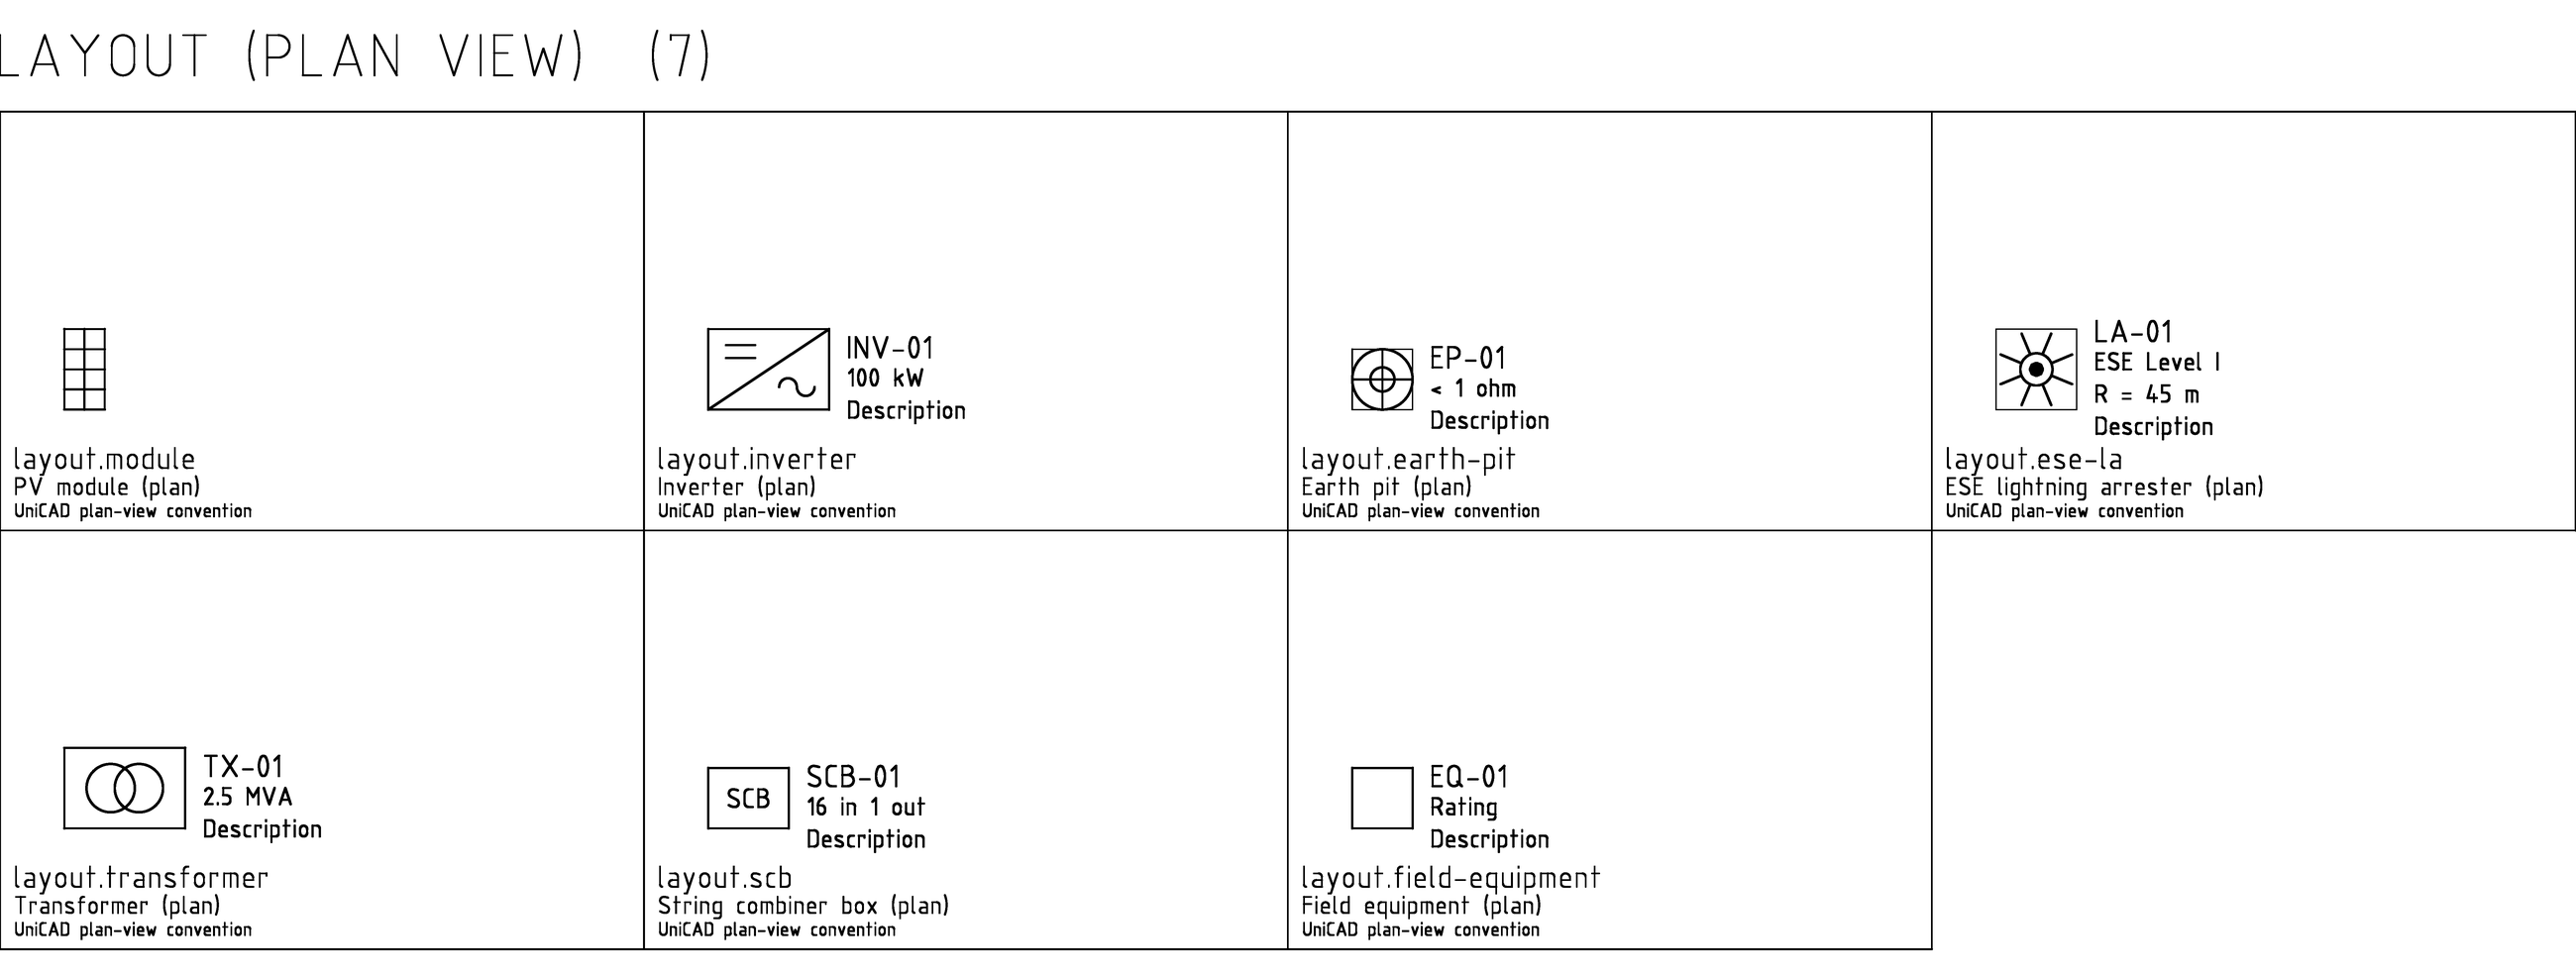 LAYOUT (PLAN VIEW) (7)
INV-01
100 kW
Description
EP-01
< 1 ohm
Description
LA-01
ESE Level I
R = 45 m
Description
layout.module
PV module (plan)
UniCAD plan-view convention
layout.inverter
Inverter (plan)
UniCAD plan-view convention
layout.earth-pit
Earth pit (plan)
UniCAD plan-view convention
layout.ese-la
ESE lightning arrester (plan)
UniCAD plan-view convention
TX-01
2.5 MVA
Description
SCB
SCB-01
16 in 1 out
Description
EQ-01
Rating
Description
layout.transformer
Transformer (plan)
UniCAD plan-view convention
layout.scb
String combiner box (plan)
UniCAD plan-view convention
layout.field-equipment
Field equipment (plan)
UniCAD plan-view convention